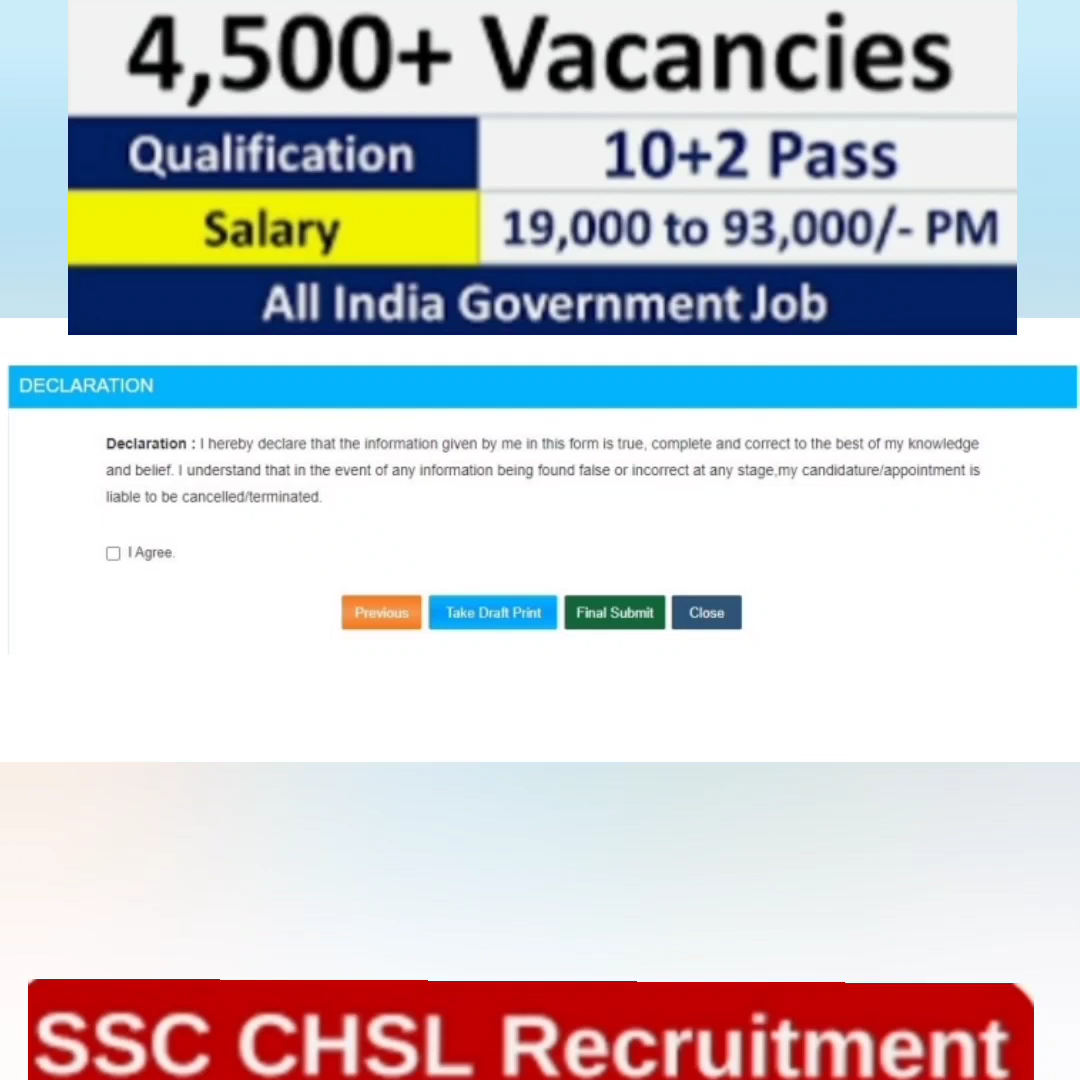 4,500+ Vacancies
Qualification 10+2 Pass
Salary 19,000 to 93,000/- PM
All India Government Job
DECLARATION
Declaration : I hereby declare that the information given by me in this form is true, complete and correct to the best of my knowledge
and belief. I understand that in the event of any information being found false or incorrect at any stage,my candidature/appointment is
liable to be cancelled/terminated.
I Agree.
Previous Take Draft Print Final Submit Close
SSC CHSL Recruitment